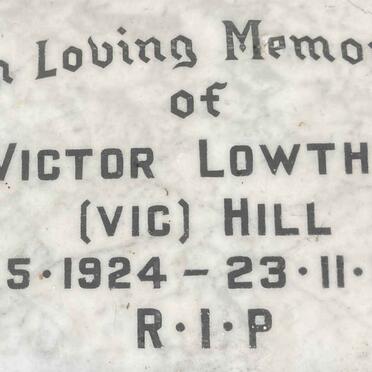 n Loving Memo
of
VICTOR LOWTH
(VIC) HILL
5·1924 – 23·11·
R·I·P